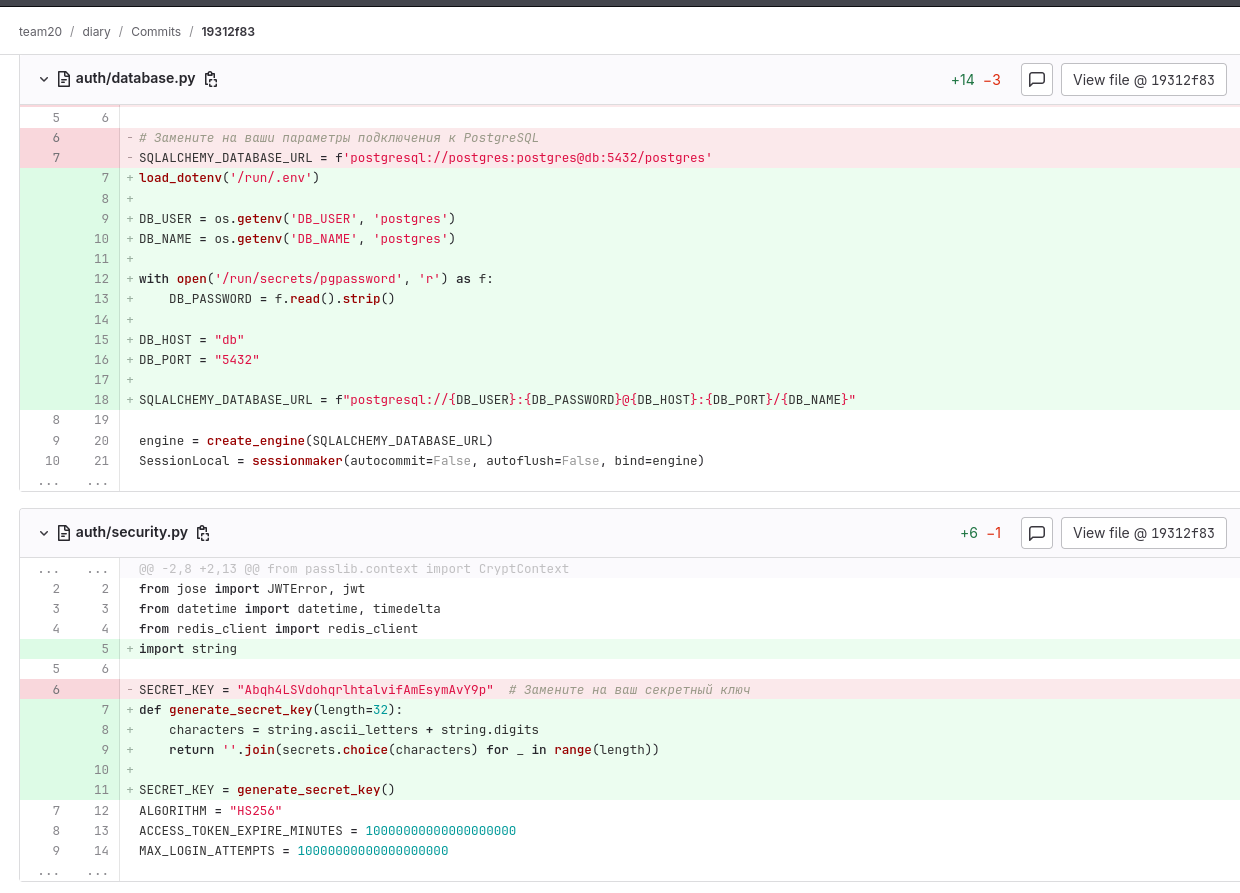 team20 / diary / Commits / 19312f83
auth/database.py +14 −3 View file @ 19312f83
5 6
6 - # Замените на ваши параметры подключения к PostgreSQL
7 - SQLALCHEMY_DATABASE_URL = f'postgresql://postgres:postgres@db:5432/postgres'
7 + load_dotenv('/run/.env')
8 +
9 + DB_USER = os.getenv('DB_USER', 'postgres')
10 + DB_NAME = os.getenv('DB_NAME', 'postgres')
11 +
12 + with open('/run/secrets/pgpassword', 'r') as f:
13 +     DB_PASSWORD = f.read().strip()
14 +
15 + DB_HOST = "db"
16 + DB_PORT = "5432"
17 +
18 + SQLALCHEMY_DATABASE_URL = f"postgresql://{DB_USER}:{DB_PASSWORD}@{DB_HOST}:{DB_PORT}/{DB_NAME}"
8 19
9 20 engine = create_engine(SQLALCHEMY_DATABASE_URL)
10 21 SessionLocal = sessionmaker(autocommit=False, autoflush=False, bind=engine)
... ...
auth/security.py +6 −1 View file @ 19312f83
... ... @@ -2,8 +2,13 @@ from passlib.context import CryptContext
2 2 from jose import JWTError, jwt
3 3 from datetime import datetime, timedelta
4 4 from redis_client import redis_client
5 + import string
5 6
6 - SECRET_KEY = "Abqh4LSVdohqrlhtalvifAmEsymAvY9p"  # Замените на ваш секретный ключ
7 + def generate_secret_key(length=32):
8 +     characters = string.ascii_letters + string.digits
9 +     return ''.join(secrets.choice(characters) for _ in range(length))
10 +
11 + SECRET_KEY = generate_secret_key()
7 12 ALGORITHM = "HS256"
8 13 ACCESS_TOKEN_EXPIRE_MINUTES = 10000000000000000000
9 14 MAX_LOGIN_ATTEMPTS = 10000000000000000000
... ...